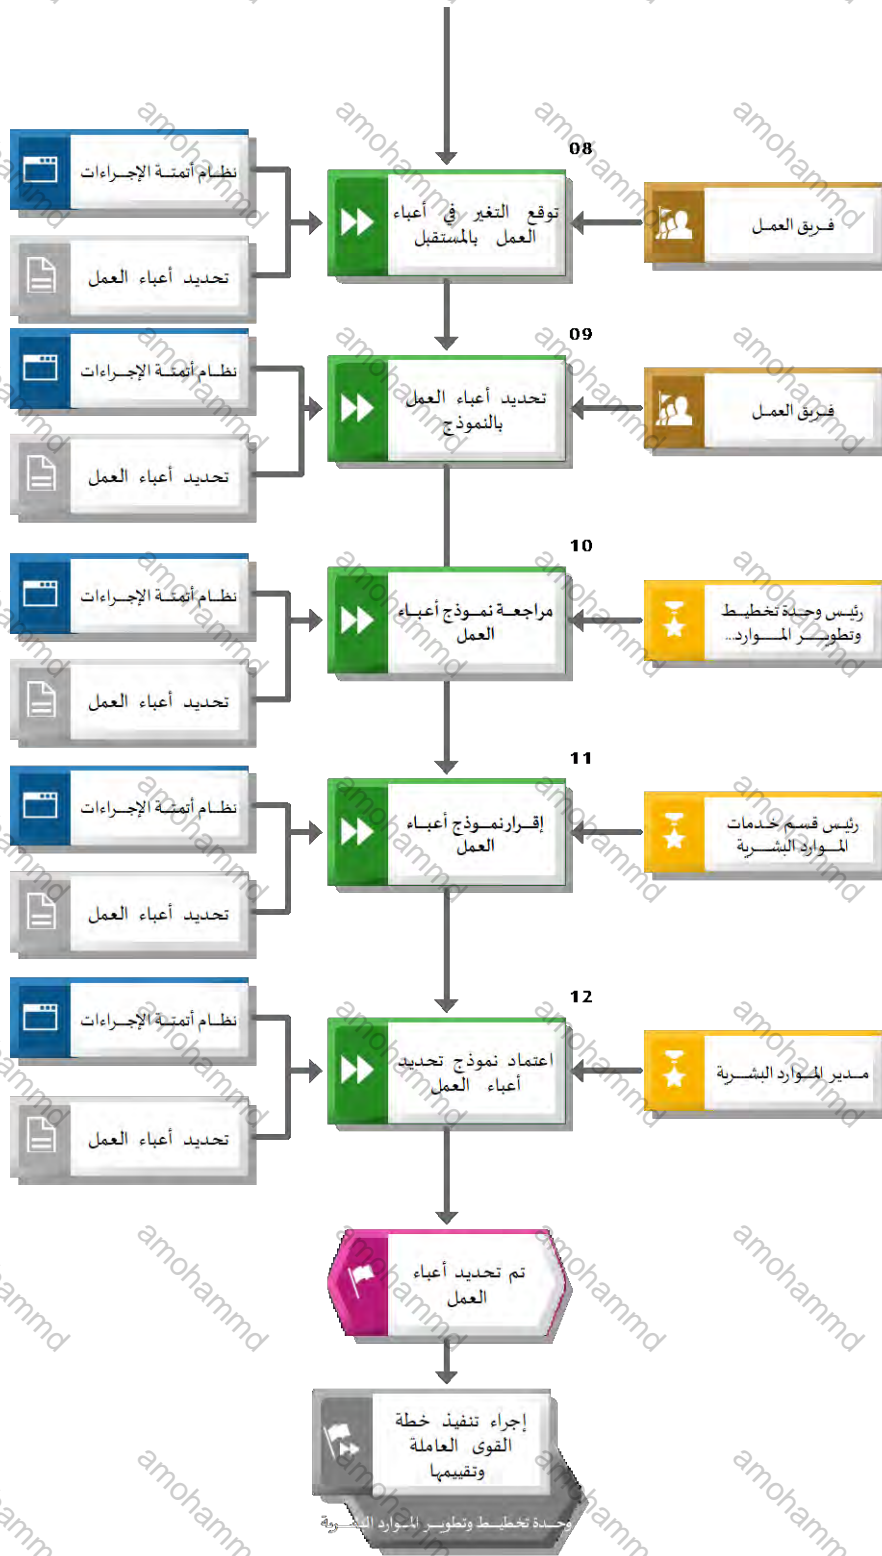 08
فريق العمل
توقع التغير في أعباء
العمل بالمستقبل
نظام أتمتة الإجراءات
تحديد أعباء العمل
09
فريق العمل
تحديد أعباء العمل
بالنموذج
نظام أتمتة الإجراءات
تحديد أعباء العمل
10
رئيس وحدة تخطيط
وتطوير الموارد...
مراجعة نموذج أعباء
العمل
نظام أتمتة الإجراءات
تحديد أعباء العمل
11
رئيس قسم خدمات
الموارد البشرية
إقرار نموذج أعباء
العمل
نظام أتمتة الإجراءات
تحديد أعباء العمل
12
مدير الموارد البشرية
اعتماد نموذج تحديد
أعباء العمل
نظام أتمتة الإجراءات
تحديد أعباء العمل
تم تحديد أعباء
العمل
إجراء تنفيذ خطة
القوى العاملة
وتقييمها
وحدة تخطيط وتطوير الموارد البشرية
amohammd